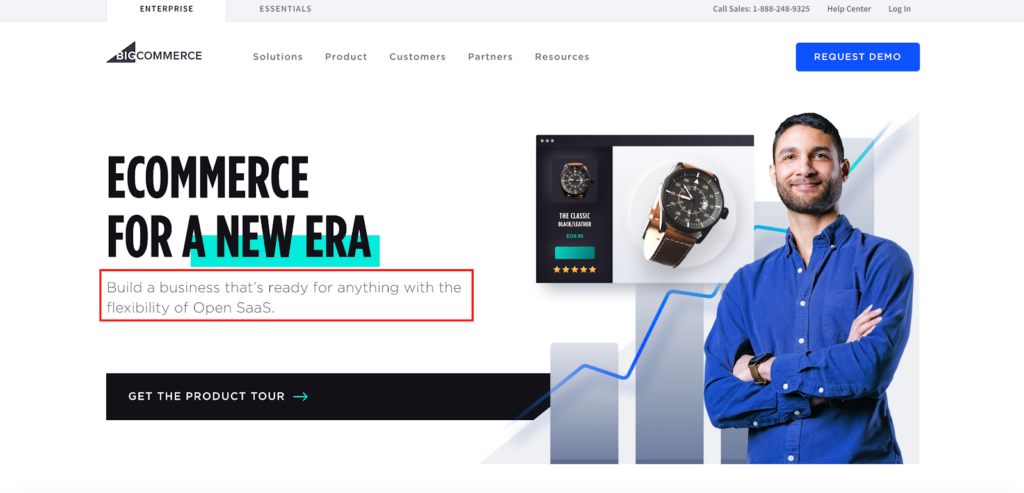 ENTERPRISE
ESSENTIALS
Call Sales: 1-888-248-9325
Help Center
Log In
BIGCOMMERCE
Solutions
Product
Customers
Partners
Resources
REQUEST DEMO
ECOMMERCE
FOR A NEW ERA
Build a business that's ready for anything with the
flexibility of Open SaaS.
GET THE PRODUCT TOUR
THE CLASSIC
BLACK/LEATHER
$129.00